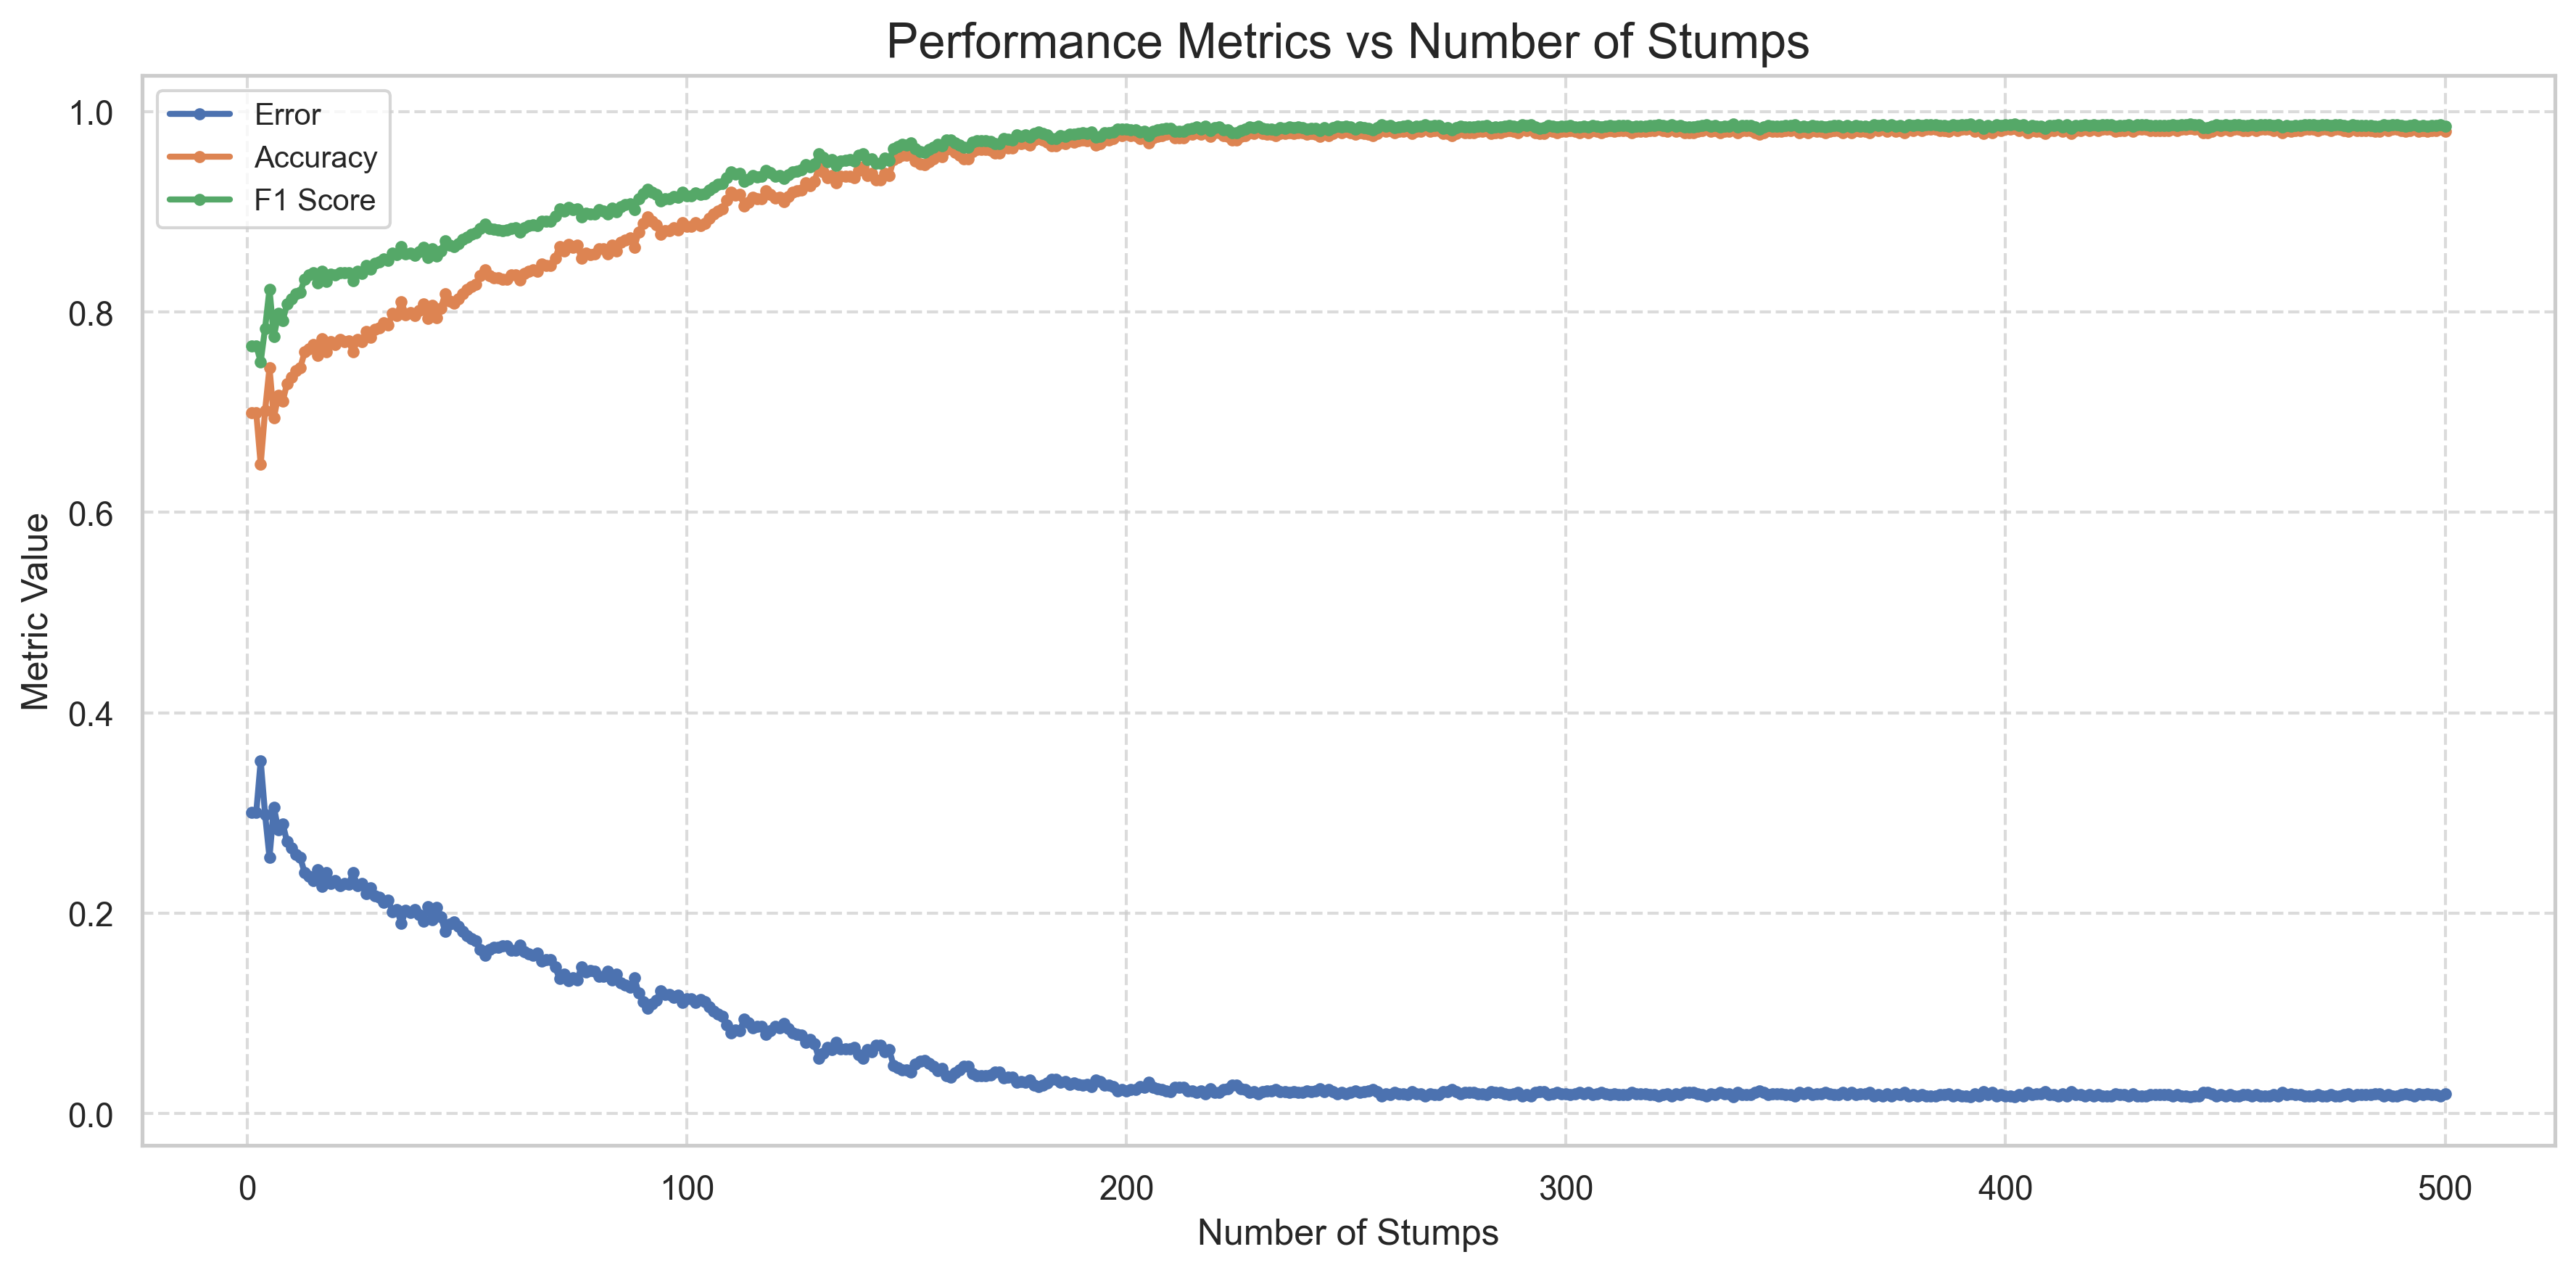 Performance Metrics vs Number of Stumps
Error
Accuracy
F1 Score
1.0
0.8
0.6
0.4
0.2
0.0
Metric Value
0 100 200 300 400 500
Number of Stumps